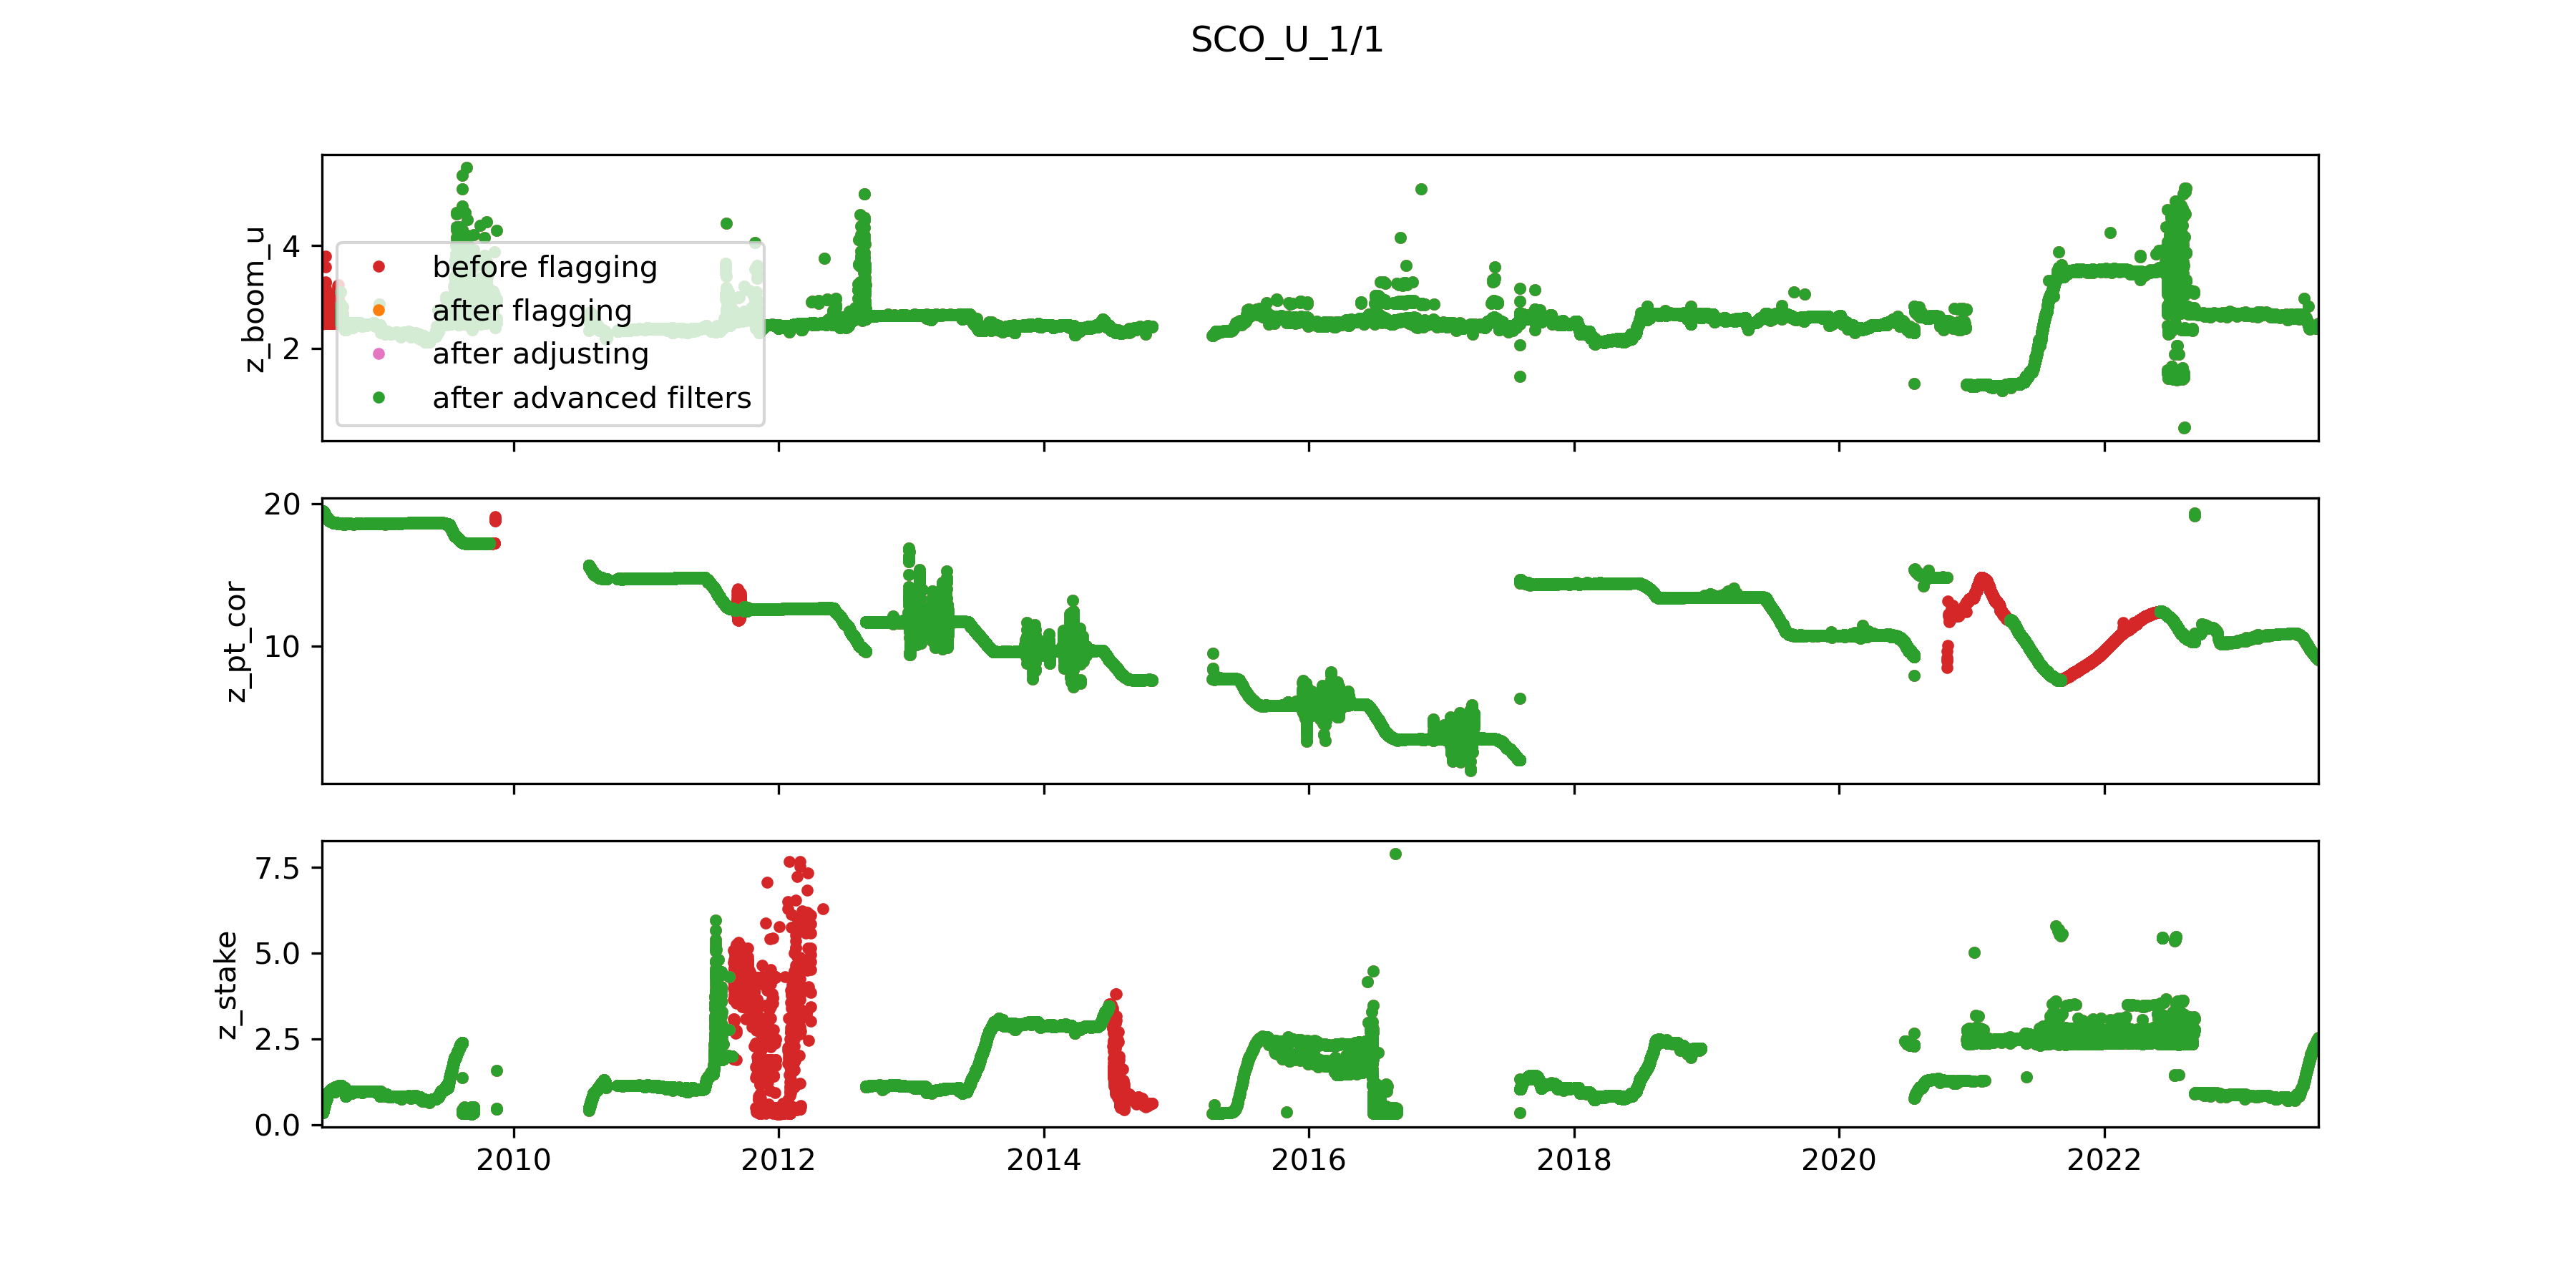 SCO_U_1/1
z_boom_u
4
2
before flagging
after flagging
after adjusting
after advanced filters
z_pt_cor
20
10
z_stake
7.5
5.0
2.5
0.0
2010 2012 2014 2016 2018 2020 2022